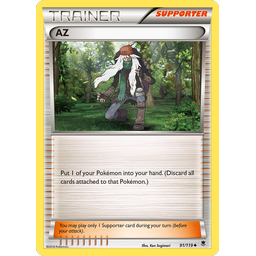 TRAINER
SUPPORTER
AZ
Put 1 of your Pokémon into your hand. (Discard all
cards attached to that Pokémon.)
You may play only 1 Supporter card during your turn (before
your attack).
Illus. Ken Sugimori
91/119